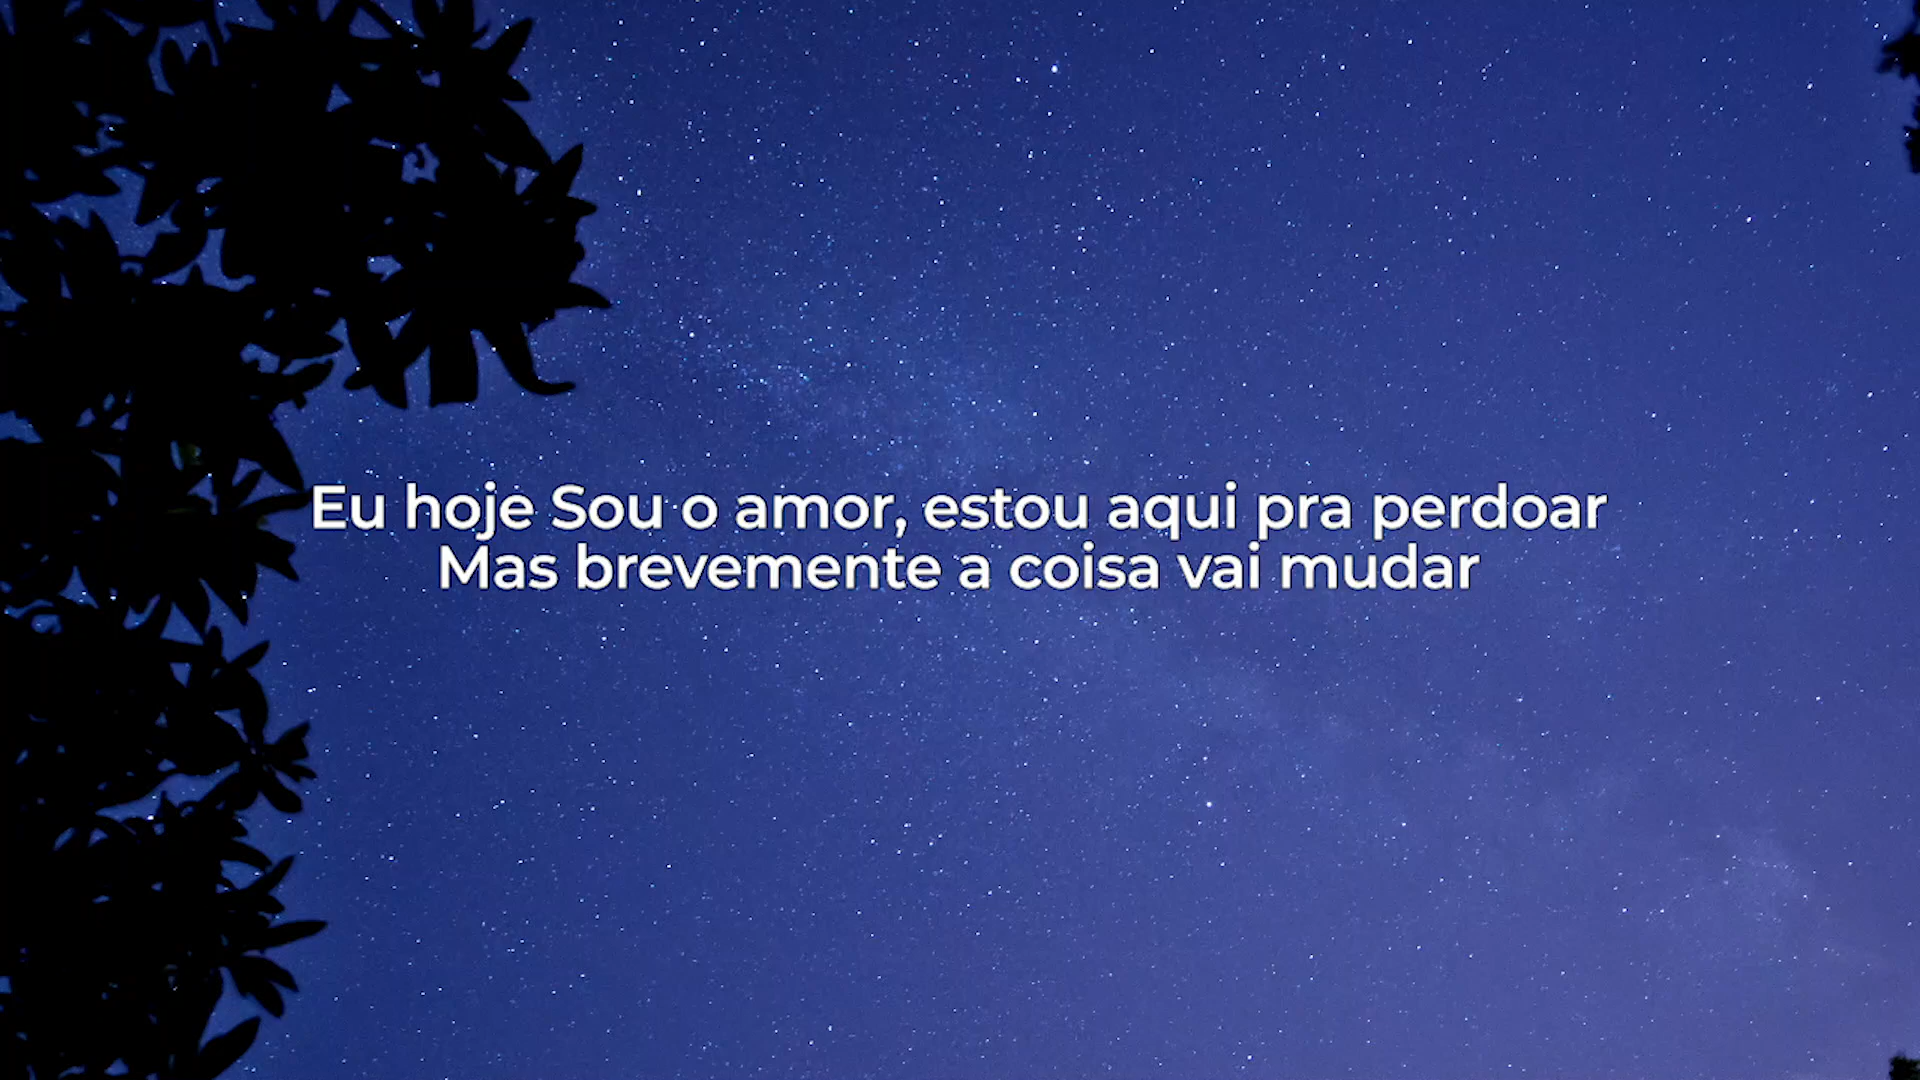 Eu hoje Sou o amor, estou aqui pra perdoar
Mas brevemente a coisa vai mudar